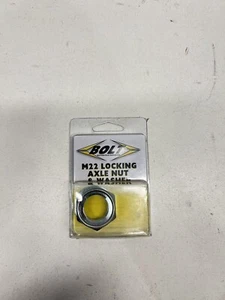 BOLT
M22 LOCKING
AXLE NUT
& WASHER